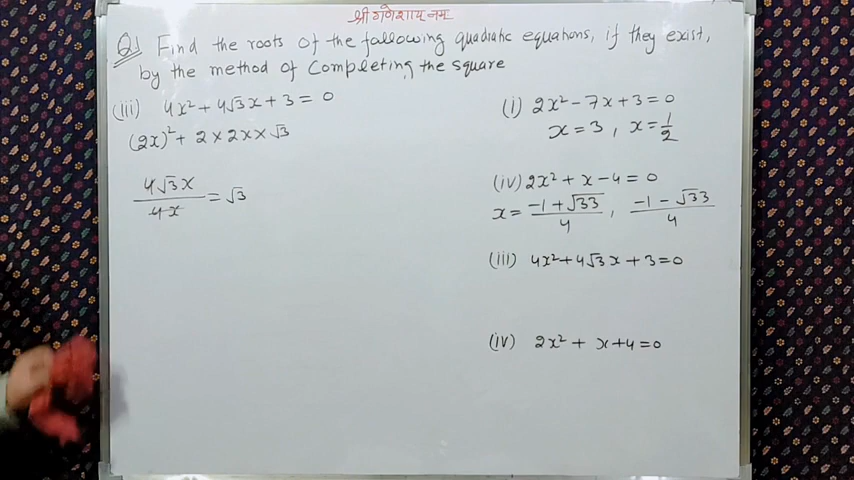 श्री गणेशाय नमः
Q1 Find the roots of the following quadratic equations, if they exist,
by the method of Completing the square
(iii) 4x² + 4√3x + 3 = 0
(2x)² + 2 × 2x × √3
4√3x / 4x = √3
(i) 2x² - 7x + 3 = 0
x = 3 , x = 1/2
(iv) 2x² + x - 4 = 0
x = (-1 + √33)/4 , (-1 - √33)/4
(iii) 4x² + 4√3x + 3 = 0
(iv) 2x² + x + 4 = 0